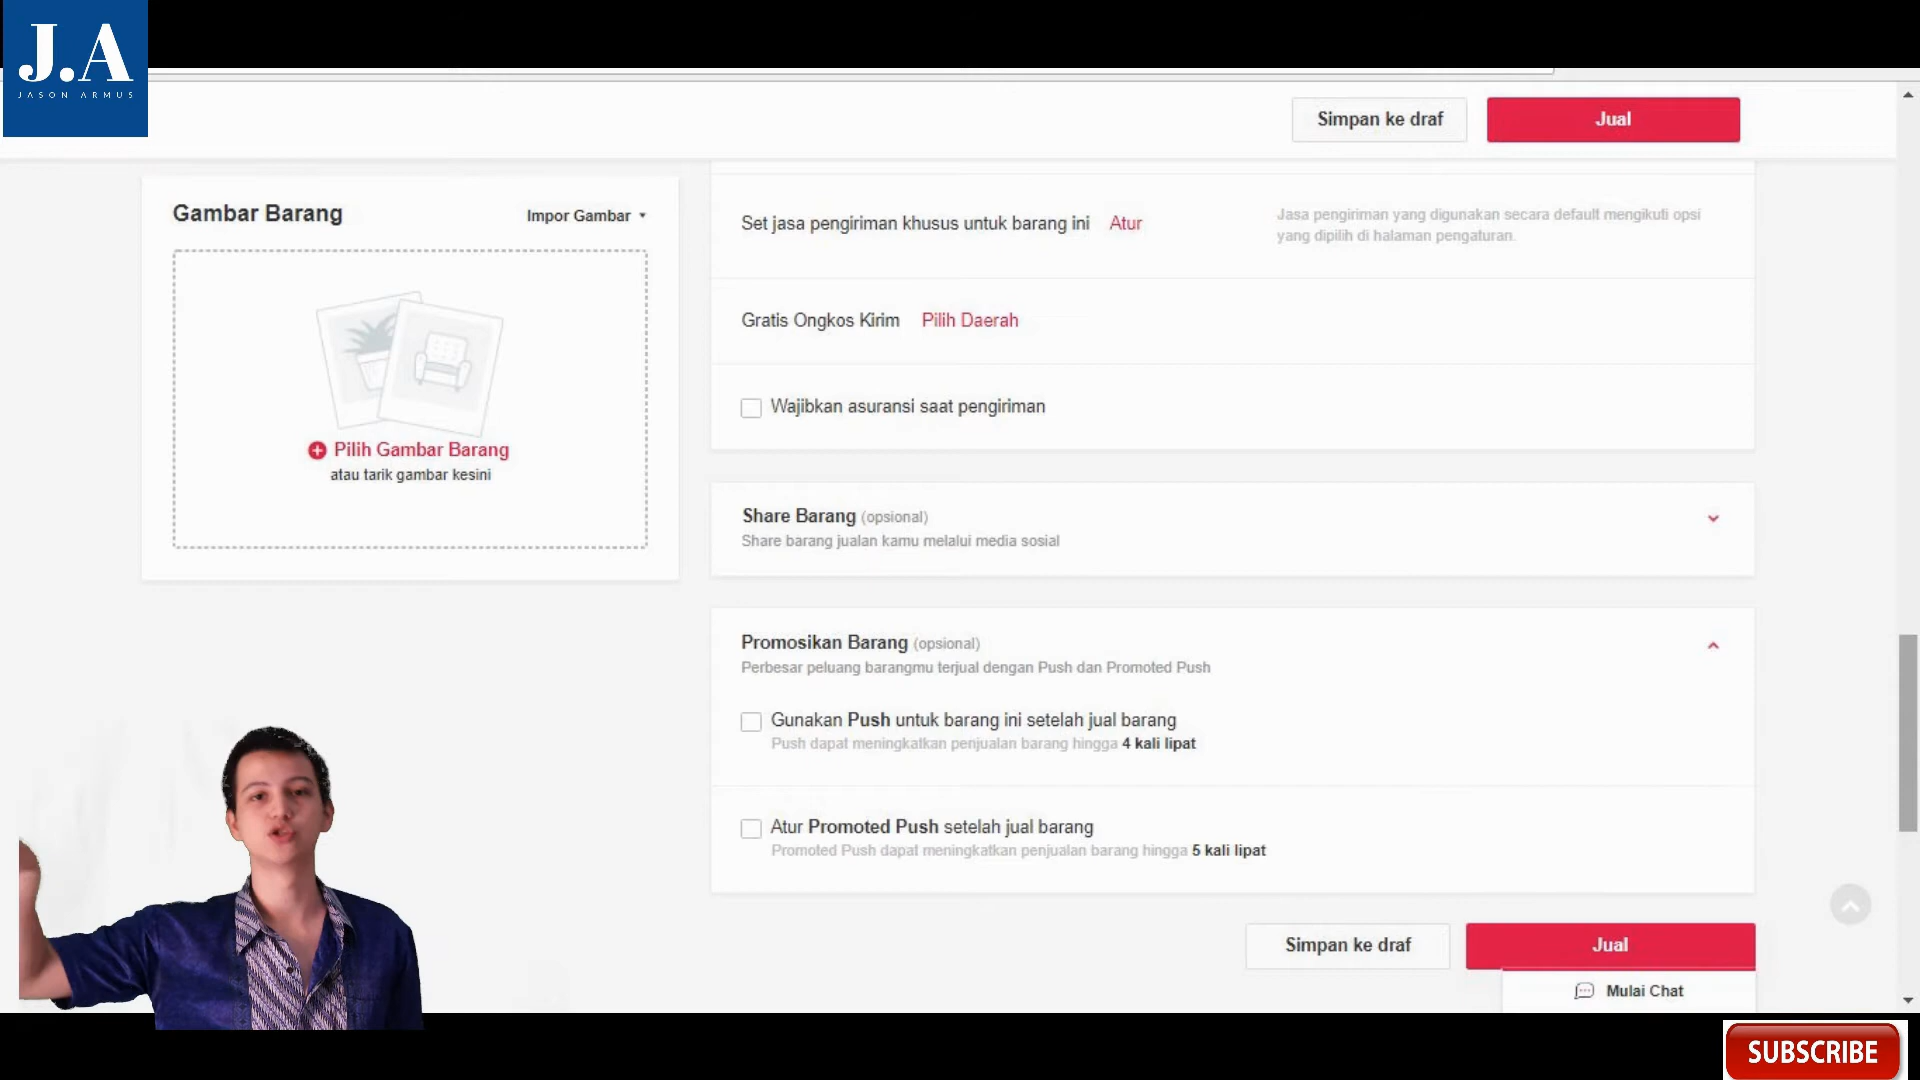 J.A
JASON ARMUS
Simpan ke draf
Jual
Gambar Barang
Impor Gambar
Pilih Gambar Barang
atau tarik gambar kesini
Set jasa pengiriman khusus untuk barang ini Atur
Jasa pengiriman yang digunakan secara default mengikuti opsi
yang dipilih di halaman pengaturan.
Gratis Ongkos Kirim Pilih Daerah
Wajibkan asuransi saat pengiriman
Share Barang (opsional)
Share barang jualan kamu melalui media sosial
Promosikan Barang (opsional)
Perbesar peluang barangmu terjual dengan Push dan Promoted Push
Gunakan Push untuk barang ini setelah jual barang
Push dapat meningkatkan penjualan barang hingga 4 kali lipat
Atur Promoted Push setelah jual barang
Promoted Push dapat meningkatkan penjualan barang hingga 5 kali lipat
Simpan ke draf
Jual
Mulai Chat
SUBSCRIBE